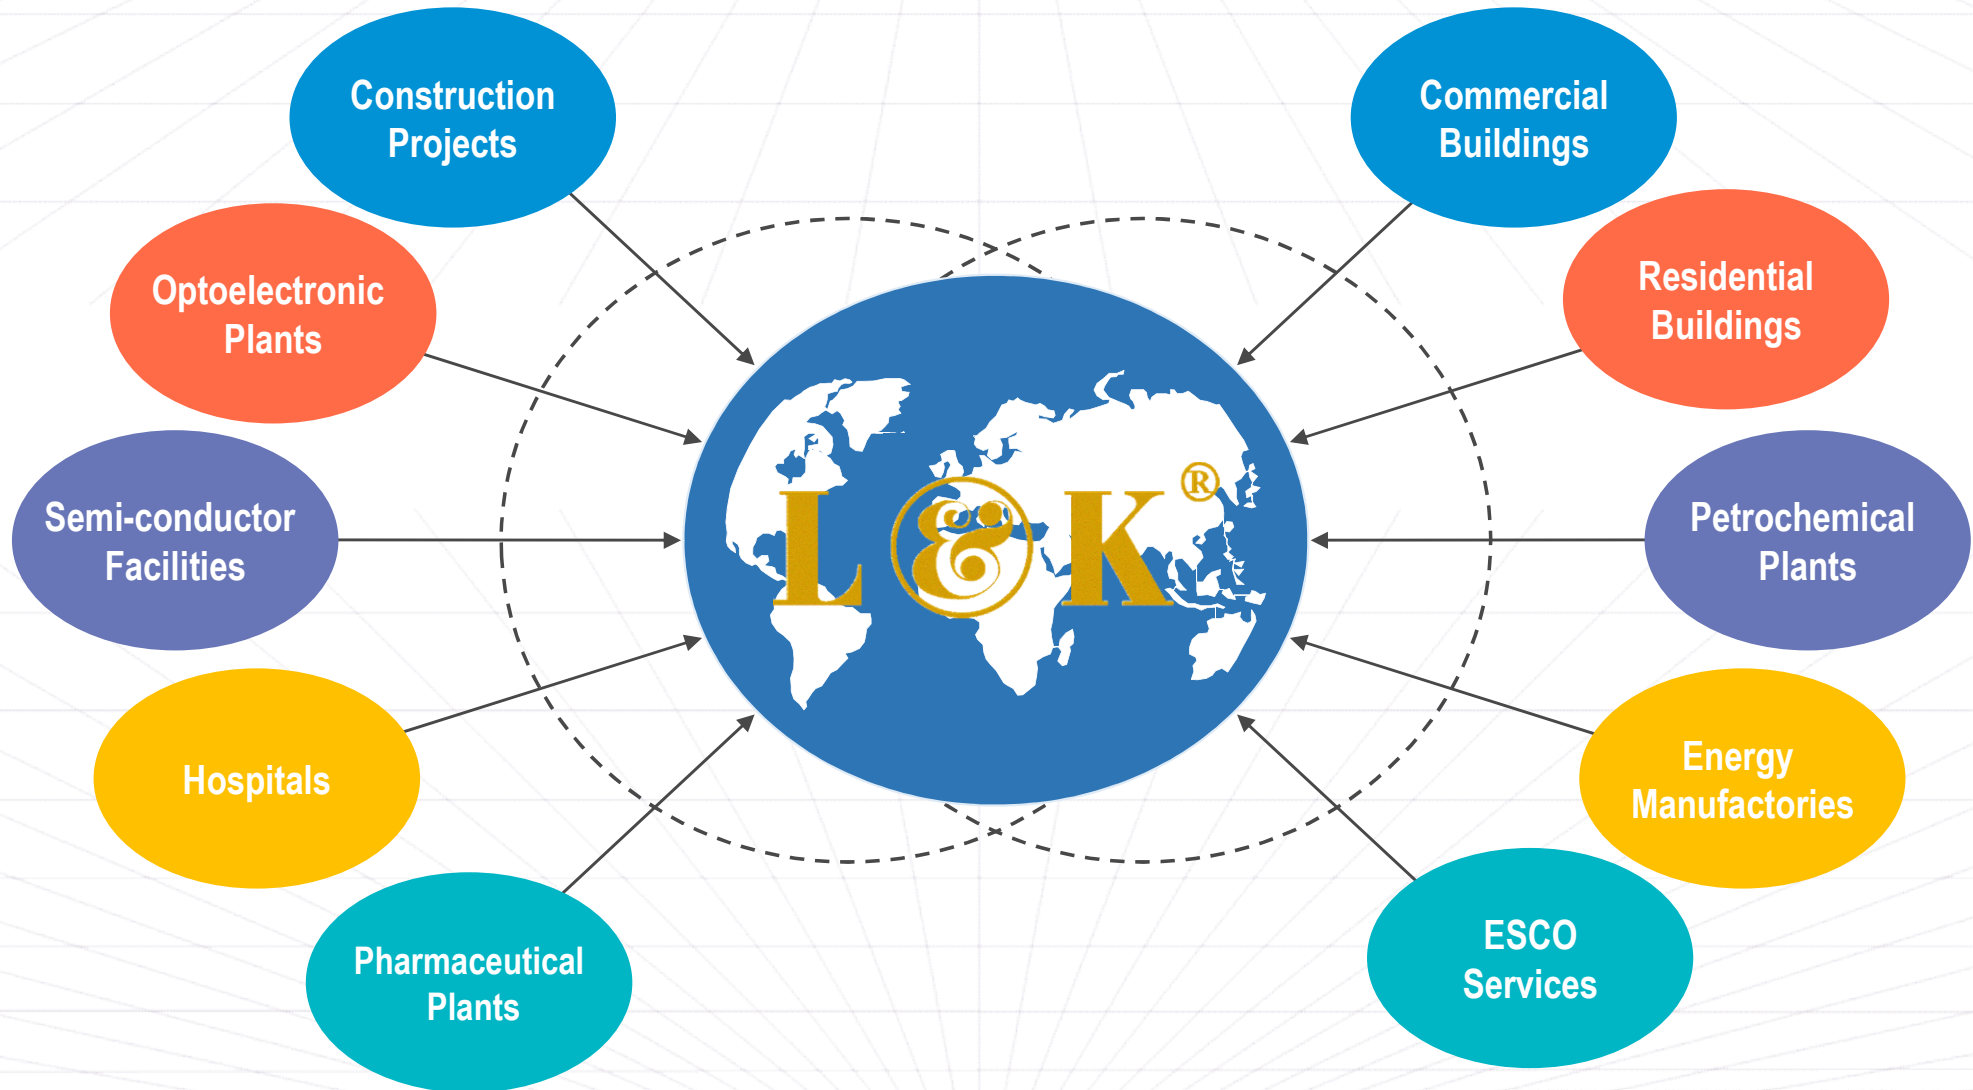 Construction
Projects
Optoelectronic
Plants
Semi-conductor
Facilities
Hospitals
Pharmaceutical
Plants
L & K®
Commercial
Buildings
Residential
Buildings
Petrochemical
Plants
Energy
Manufactories
ESCO
Services